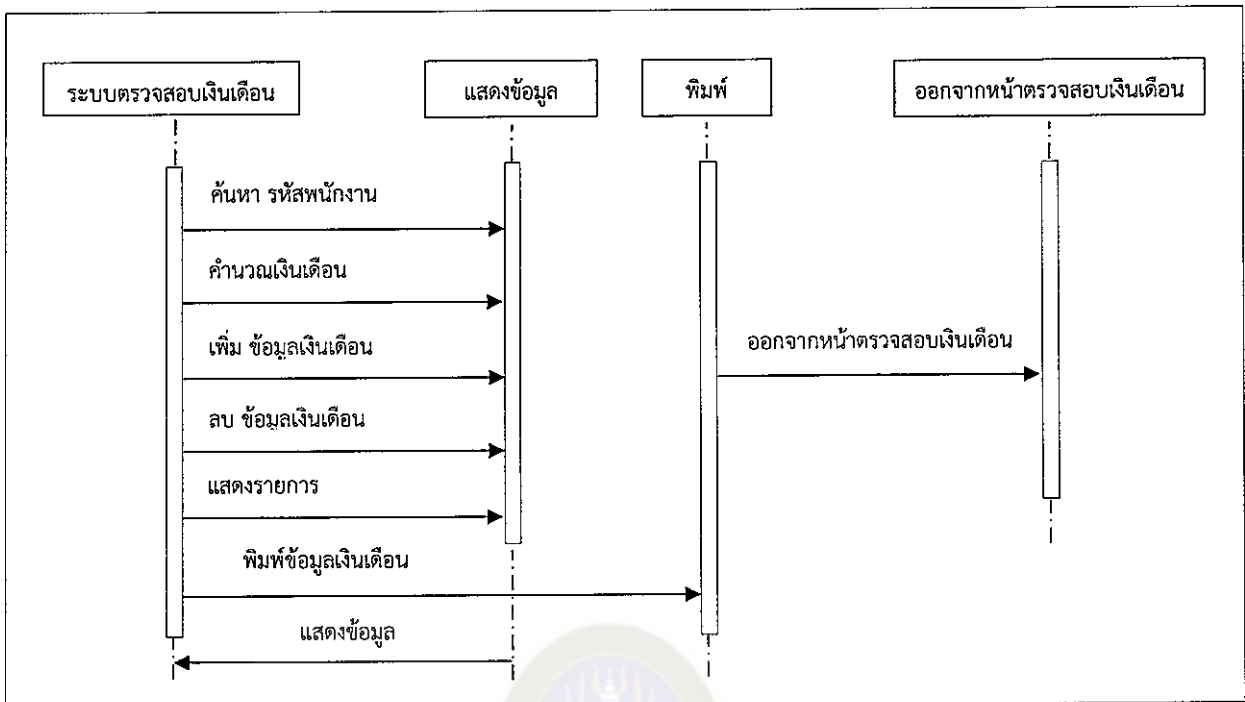 ระบบตรวจสอบเงินเดือน
แสดงข้อมูล
พิมพ์
ออกจากหน้าตรวจสอบเงินเดือน
ค้นหา รหัสพนักงาน
คำนวณเงินเดือน
เพิ่ม ข้อมูลเงินเดือน
ออกจากหน้าตรวจสอบเงินเดือน
ลบ ข้อมูลเงินเดือน
แสดงรายการ
พิมพ์ข้อมูลเงินเดือน
แสดงข้อมูล